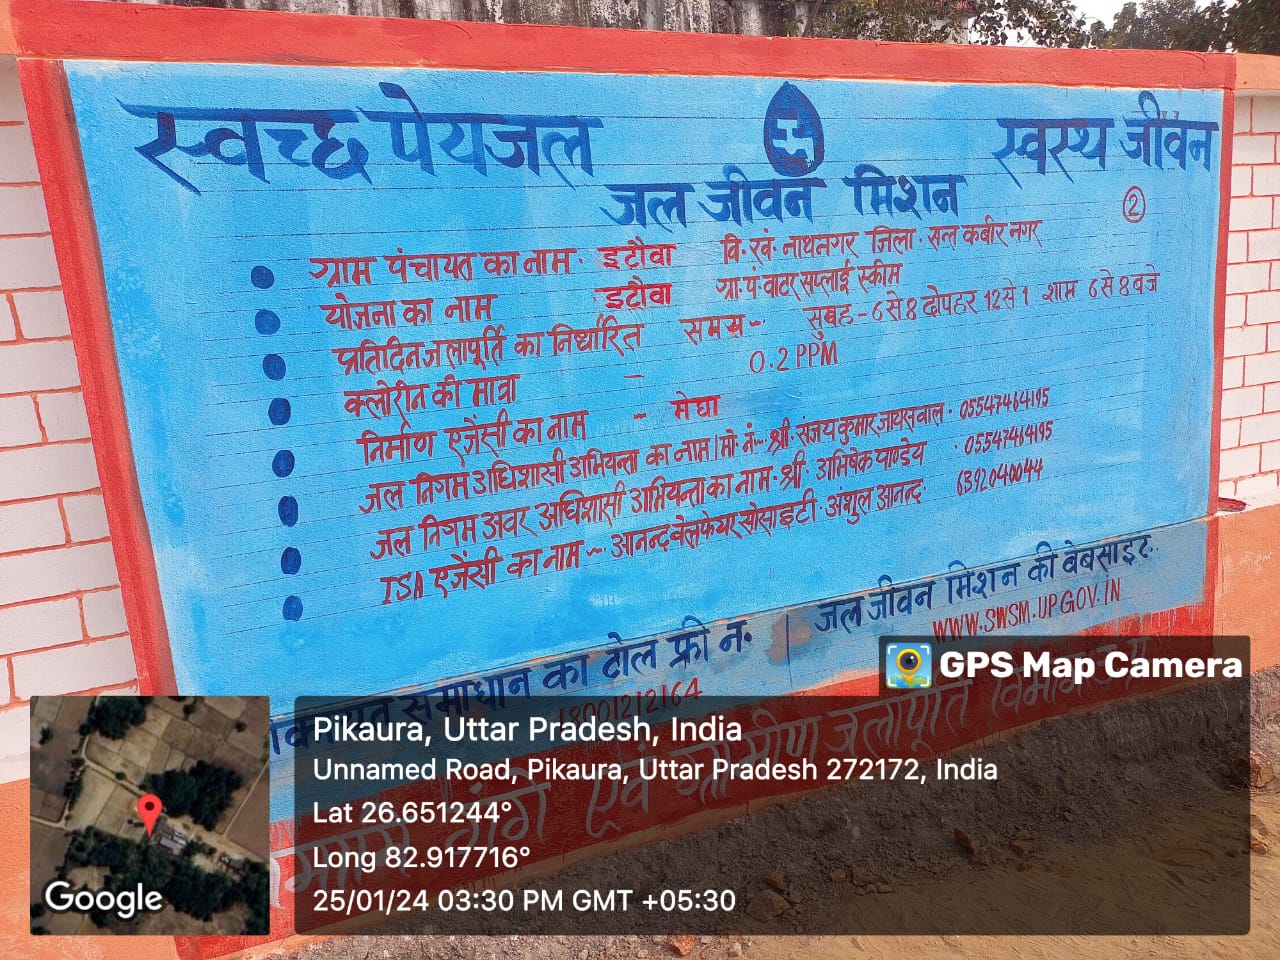 स्वच्छ पेयजल
स्वस्थ जीवन
जल जीवन मिशन
2
ग्राम पंचायत का नाम · इटौवा वि. खं. नाथनगर जिला · सन्त कबीर नगर
योजना का नाम इटौवा ग्रा. पं वाटर सप्लाई स्कीम
प्रतिदिन जलापूर्ति का निर्धारित समय - सुबह - 6 से 8 दोपहर 12 से 1 शाम 6 से 8 बजे
क्लोरीन की मात्रा - 0.2 PPM
निर्माण एजेंसी का नाम - मेघा
जल निगम अधिशासी अभियन्ता का नाम / मो. नं - श्री. संजय कुमार जायसवाल · 05547464195
जल निगम अवर अधिशासी अभियन्ता का नाम · श्री. अभिषेक पाण्डेय · 05547464195
ISA एजेंसी का नाम - आनन्द वेलफेयर सोसाइटी · अंशुल आनन्द · 6392040044
समाधान का टोल फ्री न.
18001212164
जल जीवन मिशन की वेबसाइट
WWW.SWSM.UPGOV.IN
एवं ग्रामीण जलापूर्ति विभाग
GPS Map Camera
Pikaura, Uttar Pradesh, India
Unnamed Road, Pikaura, Uttar Pradesh 272172, India
Lat 26.651244°
Long 82.917716°
25/01/24 03:30 PM GMT +05:30
Google